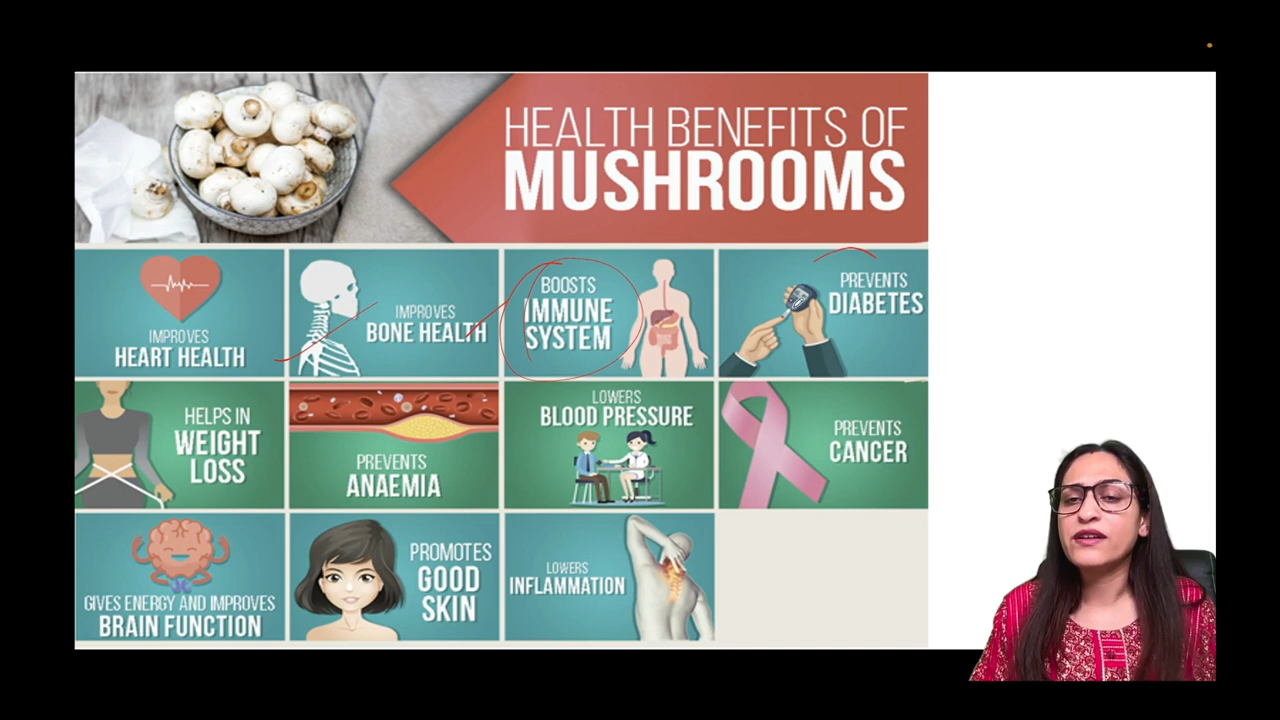 HEALTH BENEFITS OF
MUSHROOMS
IMPROVES
HEART HEALTH
IMPROVES
BONE HEALTH
BOOSTS
IMMUNE
SYSTEM
PREVENTS
DIABETES
HELPS IN
WEIGHT
LOSS
PREVENTS
ANAEMIA
LOWERS
BLOOD PRESSURE
PREVENTS
CANCER
GIVES ENERGY AND IMPROVES
BRAIN FUNCTION
PROMOTES
GOOD
SKIN
LOWERS
INFLAMMATION